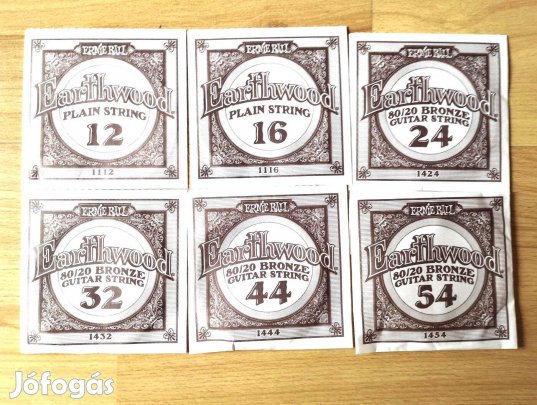 ERNIE BALL
Earthwood
PLAIN STRING
12
1112
ERNIE BALL
Earthwood
PLAIN STRING
16
1116
ERNIE BALL
Earthwood
80/20 BRONZE
GUITAR STRING
24
1424
ERNIE BALL
Earthwood
80/20 BRONZE
GUITAR STRING
32
1432
ERNIE BALL
Earthwood
80/20 BRONZE
GUITAR STRING
44
1444
ERNIE BALL
Earthwood
80/20 BRONZE
GUITAR STRING
54
1454
Jófogás